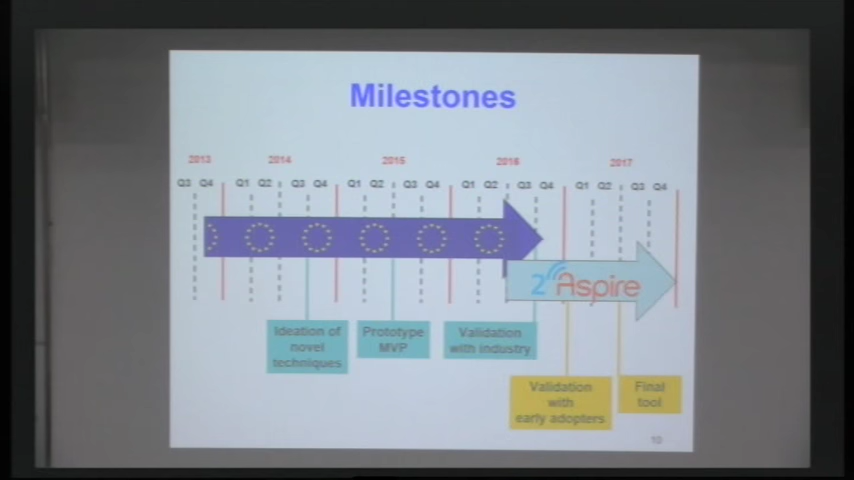 Milestones
2013 2014 2015 2016 2017
Q3 Q4 Q1 Q2 Q3 Q4 Q1 Q2 Q3 Q4 Q1 Q2 Q3 Q4 Q1 Q2 Q3 Q4
2Aspire
Ideation of
novel
techniques
Prototype
MVP
Validation
with industry
Validation
with
early adopters
Final
tool
10